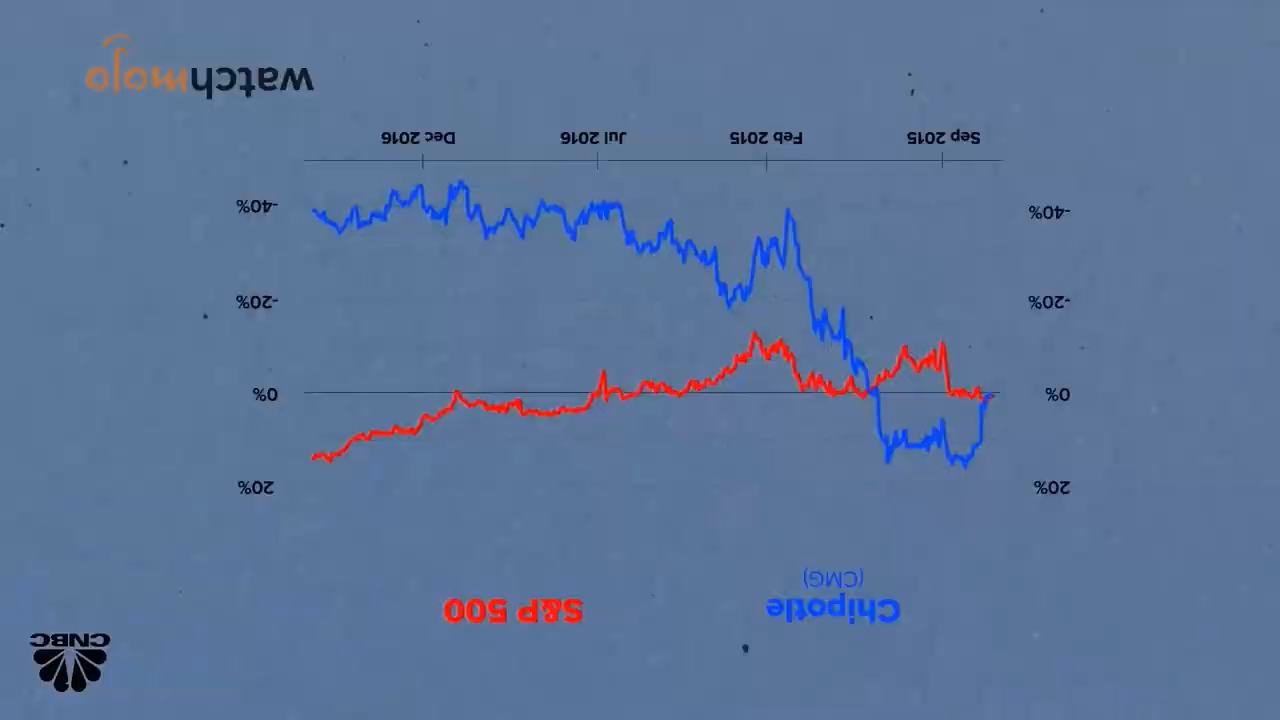 CNBC
Chipotle
(CMG)
S&P 500
20%
20%
0%
0%
-20%
-20%
-40%
-40%
Sep 2015
Feb 2015
Jul 2016
Dec 2016
watchmojo